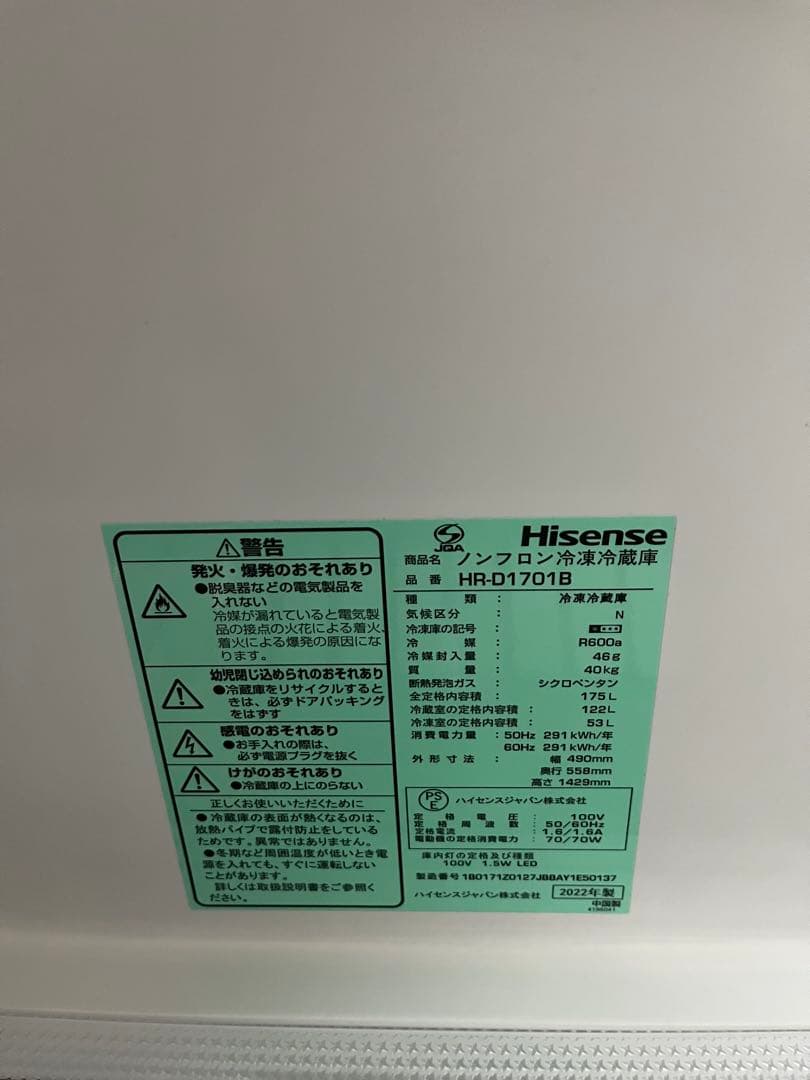 ⚠警告
発火・爆発のおそれあり
●脱臭器などの電気製品を
入れない
冷媒が漏れていると電気製
品の接点の火花による着火、
着火による爆発の原因にな
ります。
幼児閉じ込められのおそれあり
●冷蔵庫をリサイクルすると
きは、必ずドアパッキング
をはずす
感電のおそれあり
●お手入れの際は、
必ず電源プラグを抜く
けがのおそれあり
●冷蔵庫の上にのらない
正しくお使いいただくために
●冷蔵庫の表面が熱くなるのは、
放熱パイプで露付防止をしている
ためです。異常ではありません。
●冬期など周囲温度が低いとき電
源を入れても、すぐに運転しない
ことがあります。
詳しくは取扱説明書をご参照く
ださい。
JQA
Hisense
商品名 ノンフロン冷凍冷蔵庫
品番 HR-D1701B
種類 : 冷凍冷蔵庫
気候区分 : N
冷凍庫の記号 :
冷媒 : R600a
冷媒封入量 : 46g
質量 : 40kg
断熱発泡ガス : シクロペンタン
全定格内容積 : 175L
冷蔵室の定格内容積 : 122L
冷凍室の定格内容積 : 53L
消費電力量 : 50Hz 291kWh/年
60Hz 291kWh/年
外形寸法 : 幅 490mm
奥行 558mm
高さ 1429mm
PSE ハイセンスジャパン株式会社
定格電圧 : 100V
定格周波数 : 50/60Hz
定格電流 : 1.6/1.6A
電動機の定格消費電力 : 70/70W
庫内灯の定格及び種類
100V 1.5W LED
製造番号 1B0171Z0127JBBAY1E50137
ハイセンスジャパン株式会社 2022年製
中国製